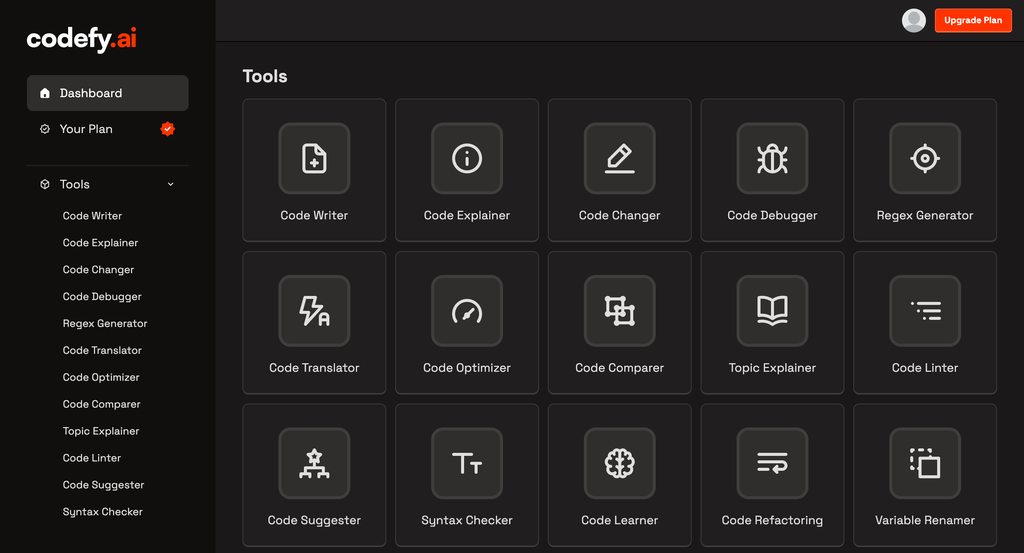 codefy.ai
Upgrade Plan
Dashboard
Your Plan
Tools
Code Writer
Code Explainer
Code Changer
Code Debugger
Regex Generator
Code Translator
Code Optimizer
Code Comparer
Topic Explainer
Code Linter
Code Suggester
Syntax Checker
Tools
Code Writer
Code Explainer
Code Changer
Code Debugger
Regex Generator
Code Translator
Code Optimizer
Code Comparer
Topic Explainer
Code Linter
Code Suggester
Syntax Checker
Code Learner
Code Refactoring
Variable Renamer